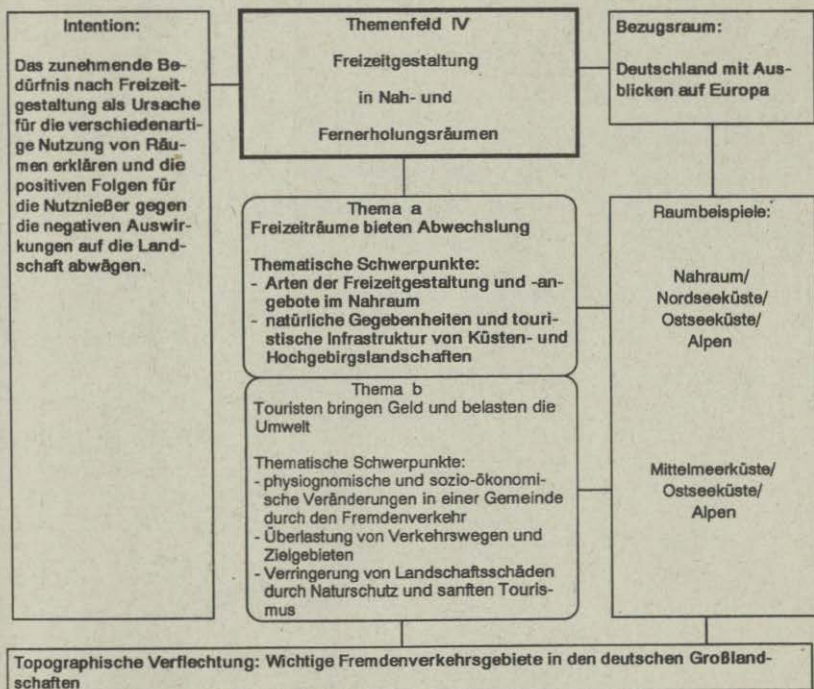 Intention:
Das zunehmende Be-
dürfnis nach Freizeit-
gestaltung als Ursache
für die verschiedenarti-
ge Nutzung von Räu-
men erklären und die
positiven Folgen für
die Nutznießer gegen
die negativen Auswir-
kungen auf die Land-
schaft abwägen.
Themenfeld IV
Freizeitgestaltung
in Nah- und
Fernerholungsräumen
Bezugsraum:
Deutschland mit Aus-
blicken auf Europa
Thema a
Freizeiträume bieten Abwechslung
Thematische Schwerpunkte:
- Arten der Freizeitgestaltung und -an-
gebote im Nahraum
- natürliche Gegebenheiten und touri-
stische Infrastruktur von Küsten- und
Hochgebirgslandschaften
Thema b
Touristen bringen Geld und belasten die
Umwelt
Thematische Schwerpunkte:
- physiognomische und sozio-ökonomi-
sche Veränderungen in einer Gemeinde
durch den Fremdenverkehr
- Überlastung von Verkehrswegen und
Zielgebieten
- Verringerung von Landschaftsschäden
durch Naturschutz und sanften Touris-
mus
Raumbeispiele:
Nahraum/
Nordseeküste/
Ostseeküste/
Alpen
Mittelmeerküste/
Ostseeküste/
Alpen
Topographische Verflechtung: Wichtige Fremdenverkehrsgebiete in den deutschen Großland-
schaften